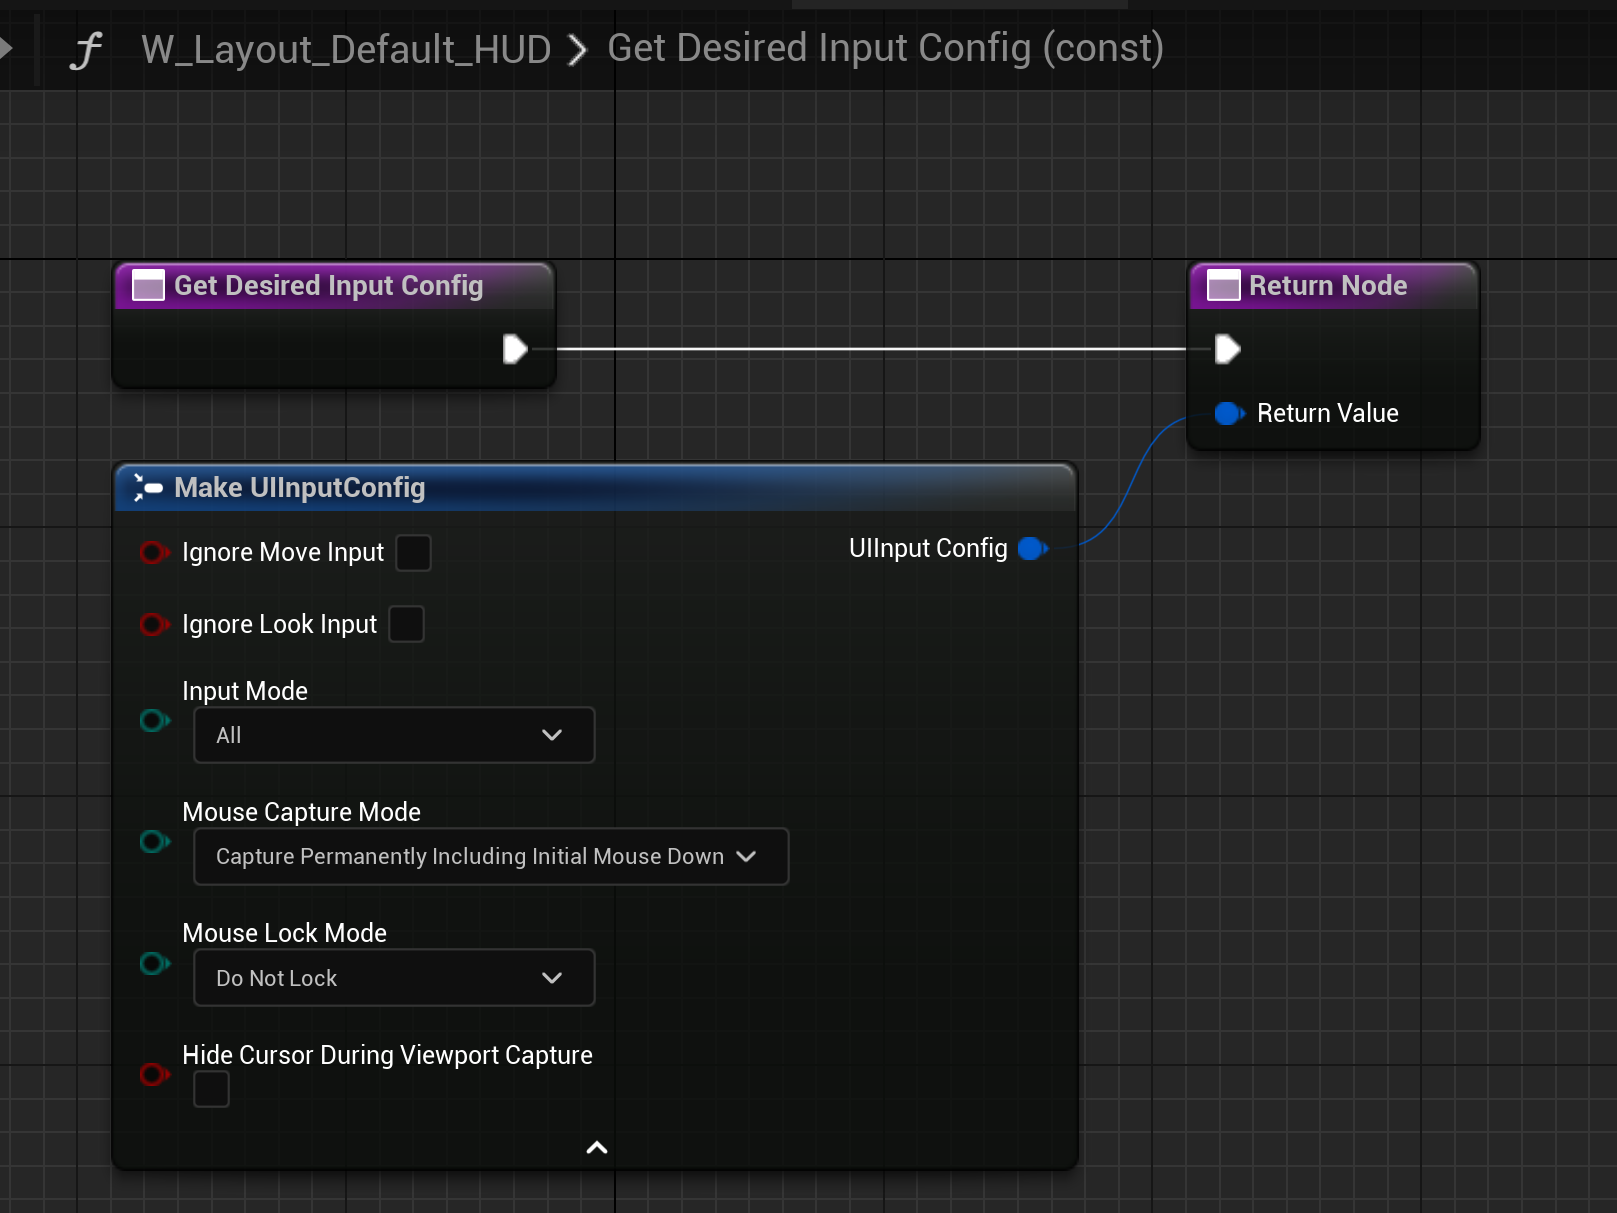 W_Layout_Default_HUD > Get Desired Input Config (const)
Get Desired Input Config
Return Node
Return Value
Make UIInputConfig
Ignore Move Input
UIInput Config
Ignore Look Input
Input Mode
All
Mouse Capture Mode
Capture Permanently Including Initial Mouse Down
Mouse Lock Mode
Do Not Lock
Hide Cursor During Viewport Capture